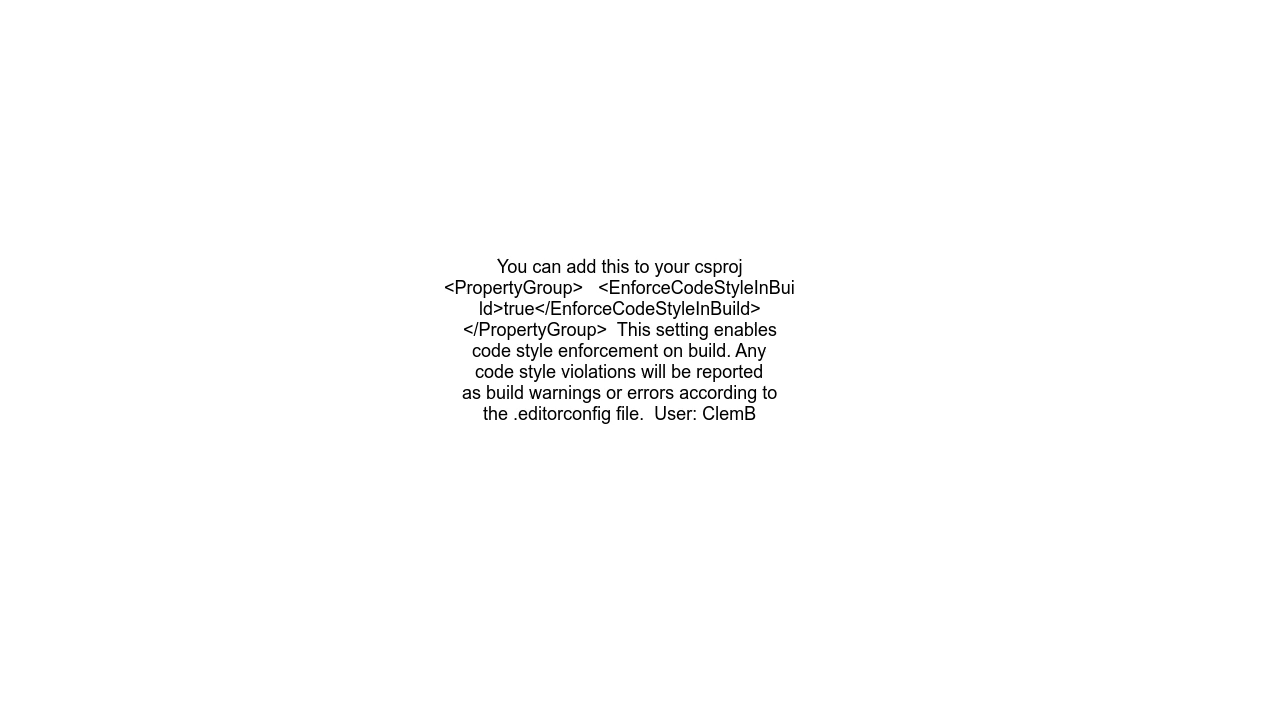 You can add this to your csproj
<PropertyGroup>   <EnforceCodeStyleInBui
ld>true</EnforceCodeStyleInBuild>
</PropertyGroup>  This setting enables
code style enforcement on build. Any
code style violations will be reported
as build warnings or errors according to
the .editorconfig file.  User: ClemB